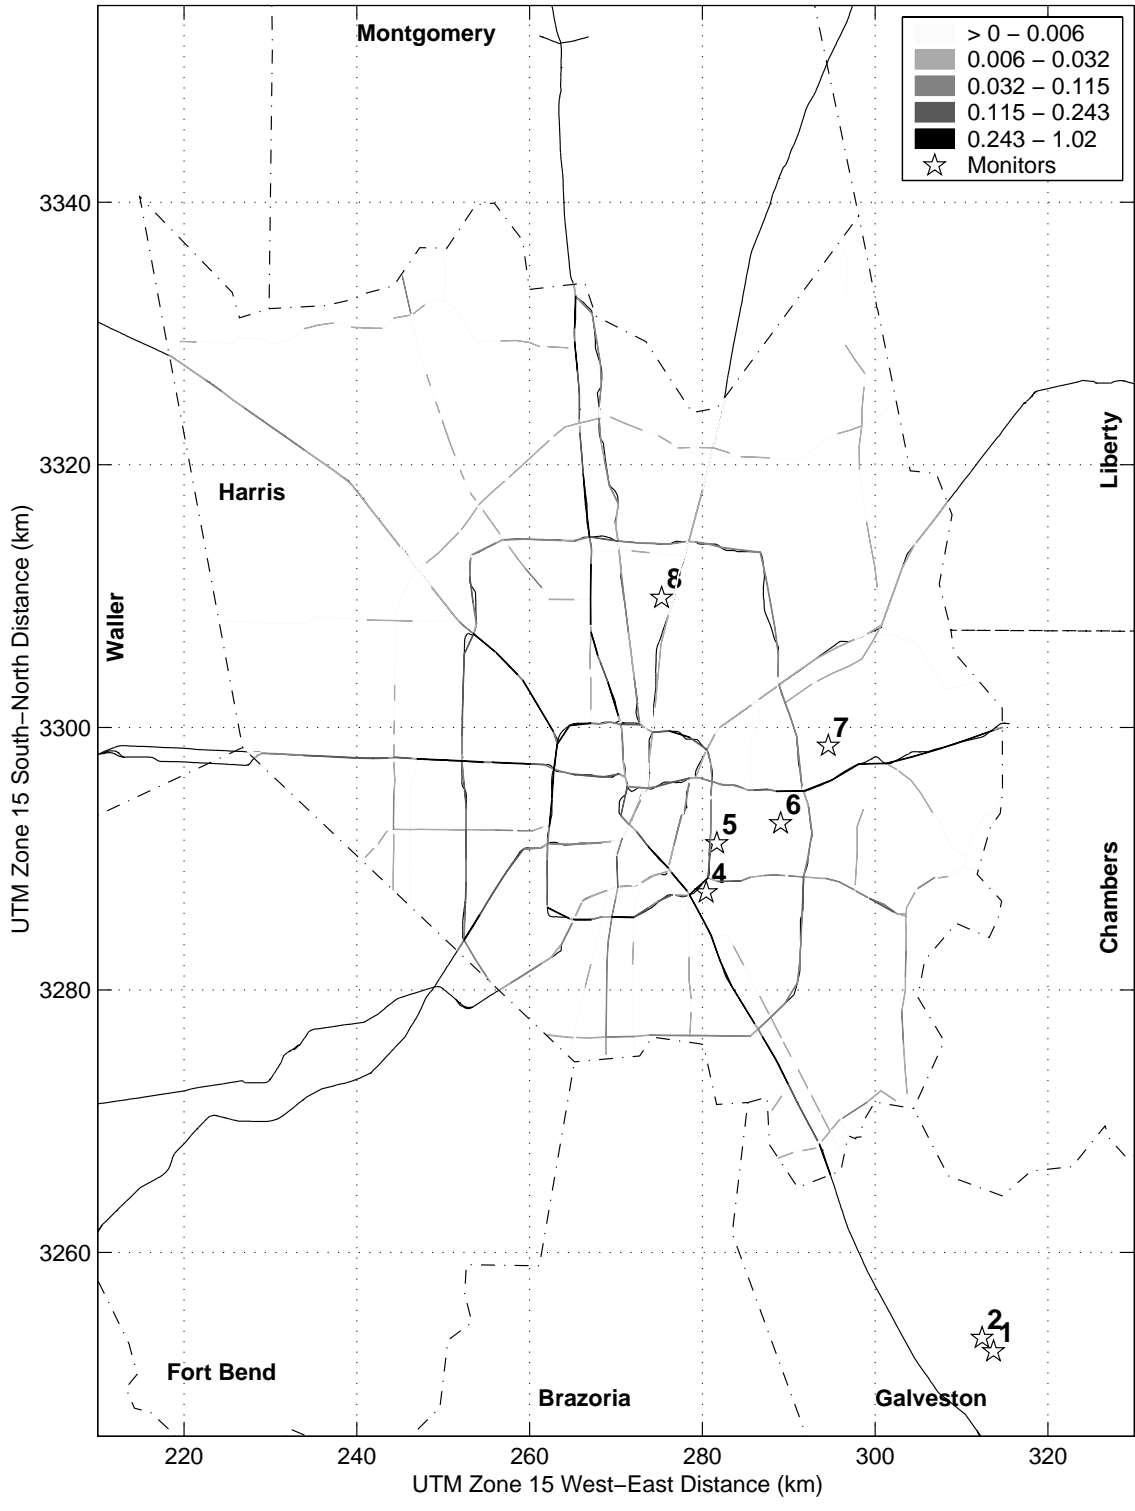 Montgomery
> 0 − 0.006
0.006 − 0.032
0.032 − 0.115
0.115 − 0.243
0.243 − 1.02
Monitors
3340
3320
3300
3280
3260
UTM Zone 15 South−North Distance (km)
Harris
Liberty
Waller
Chambers
8
7
6
5
4
2
1
Fort Bend
Brazoria
Galveston
220
240
260
280
300
320
UTM Zone 15 West−East Distance (km)